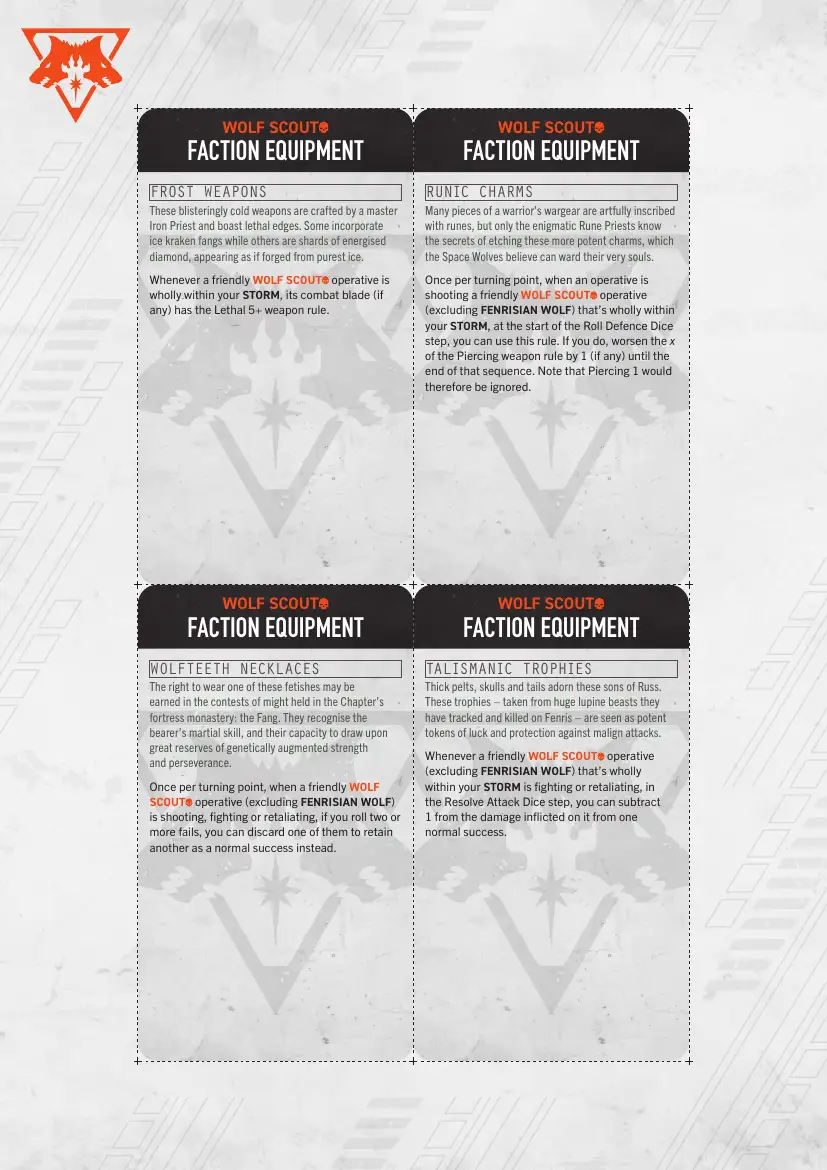 WOLF SCOUT
FACTION EQUIPMENT
FROST WEAPONS
These blisteringly cold weapons are crafted by a master
Iron Priest and boast lethal edges. Some incorporate
ice kraken fangs while others are shards of energised
diamond, appearing as if forged from purest ice.
Whenever a friendly WOLF SCOUT operative is
wholly within your STORM, its combat blade (if
any) has the Lethal 5+ weapon rule.
WOLF SCOUT
FACTION EQUIPMENT
RUNIC CHARMS
Many pieces of a warrior's wargear are artfully inscribed
with runes, but only the enigmatic Rune Priests know
the secrets of etching these more potent charms, which
the Space Wolves believe can ward their very souls.
Once per turning point, when an operative is
shooting a friendly WOLF SCOUT operative
(excluding FENRISIAN WOLF) that's wholly within
your STORM, at the start of the Roll Defence Dice
step, you can use this rule. If you do, worsen the x
of the Piercing weapon rule by 1 (if any) until the
end of that sequence. Note that Piercing 1 would
therefore be ignored.
WOLF SCOUT
FACTION EQUIPMENT
WOLFTEETH NECKLACES
The right to wear one of these fetishes may be
earned in the contests of might held in the Chapter's
fortress monastery: the Fang. They recognise the
bearer's martial skill, and their capacity to draw upon
great reserves of genetically augmented strength
and perseverance.
Once per turning point, when a friendly WOLF
SCOUT operative (excluding FENRISIAN WOLF)
is shooting, fighting or retaliating, if you roll two or
more fails, you can discard one of them to retain
another as a normal success instead.
WOLF SCOUT
FACTION EQUIPMENT
TALISMANIC TROPHIES
Thick pelts, skulls and tails adorn these sons of Russ.
These trophies – taken from huge lupine beasts they
have tracked and killed on Fenris – are seen as potent
tokens of luck and protection against malign attacks.
Whenever a friendly WOLF SCOUT operative
(excluding FENRISIAN WOLF) that's wholly
within your STORM is fighting or retaliating, in
the Resolve Attack Dice step, you can subtract
1 from the damage inflicted on it from one
normal success.